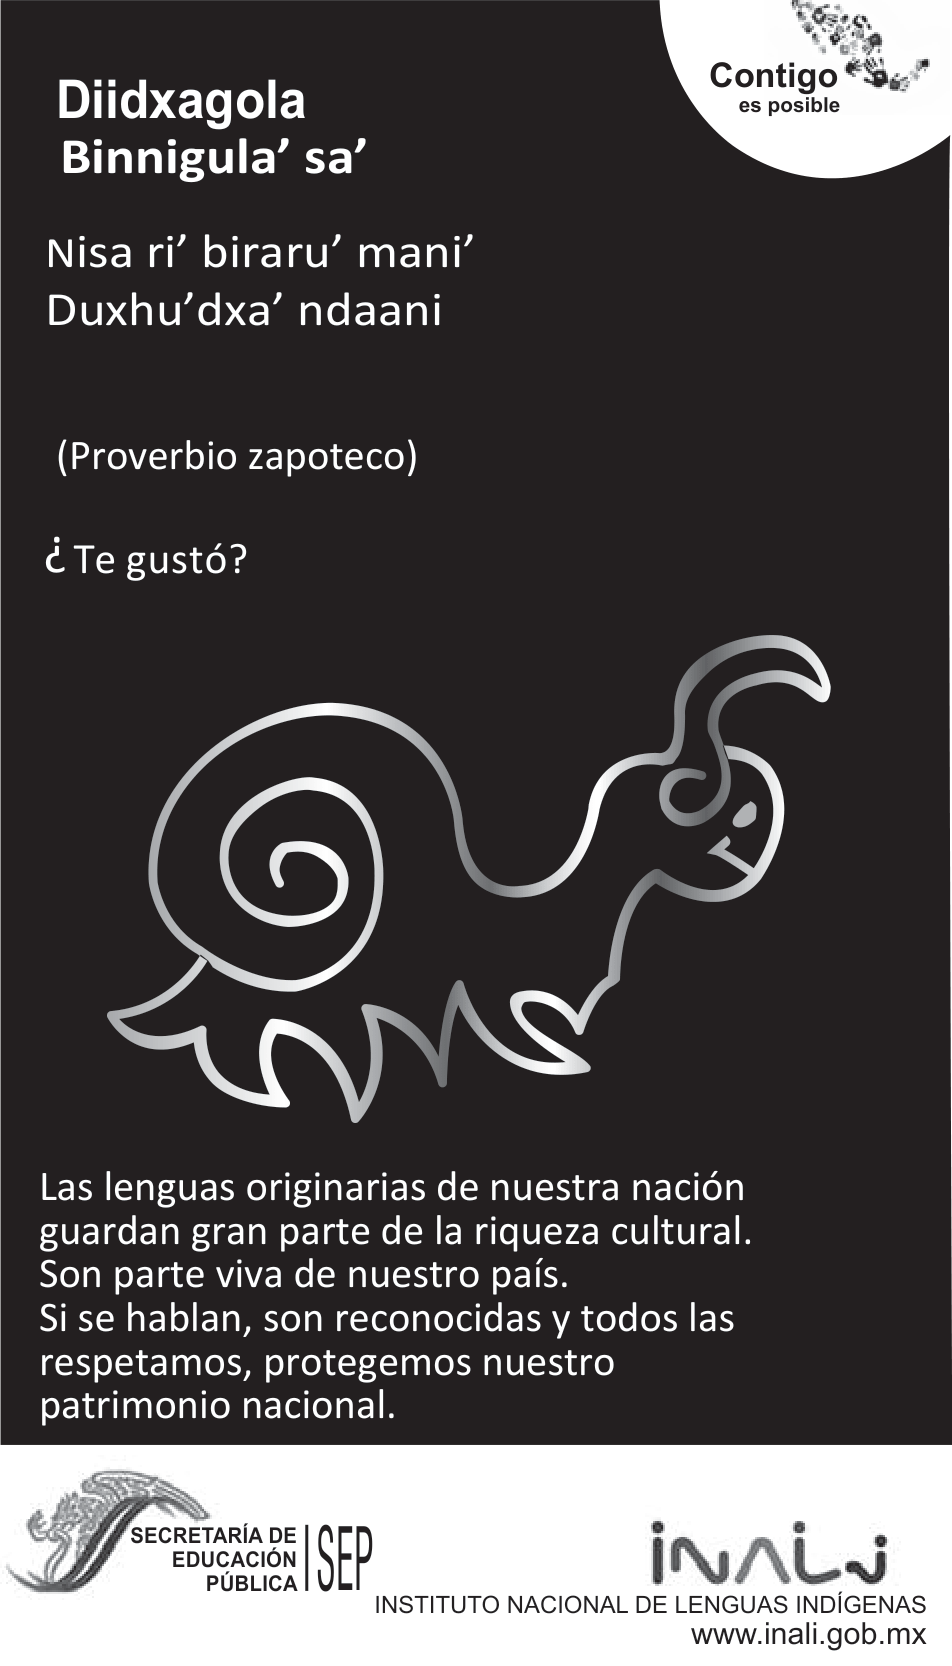 Contigo
es posible
Diidxagola
Binnigula’ sa’
Nisa ri’ biraru’ mani’
Duxhu’dxa’ ndaani
(Proverbio zapoteco)
¿ Te gustó?
Las lenguas originarias de nuestra nación
guardan gran parte de la riqueza cultural.
Son parte viva de nuestro país.
Si se hablan, son reconocidas y todos las
respetamos, protegemos nuestro
patrimonio nacional.
SECRETARÍA DE
EDUCACIÓN
PÚBLICA
SEP
INALI
INSTITUTO NACIONAL DE LENGUAS INDÍGENAS
www.inali.gob.mx